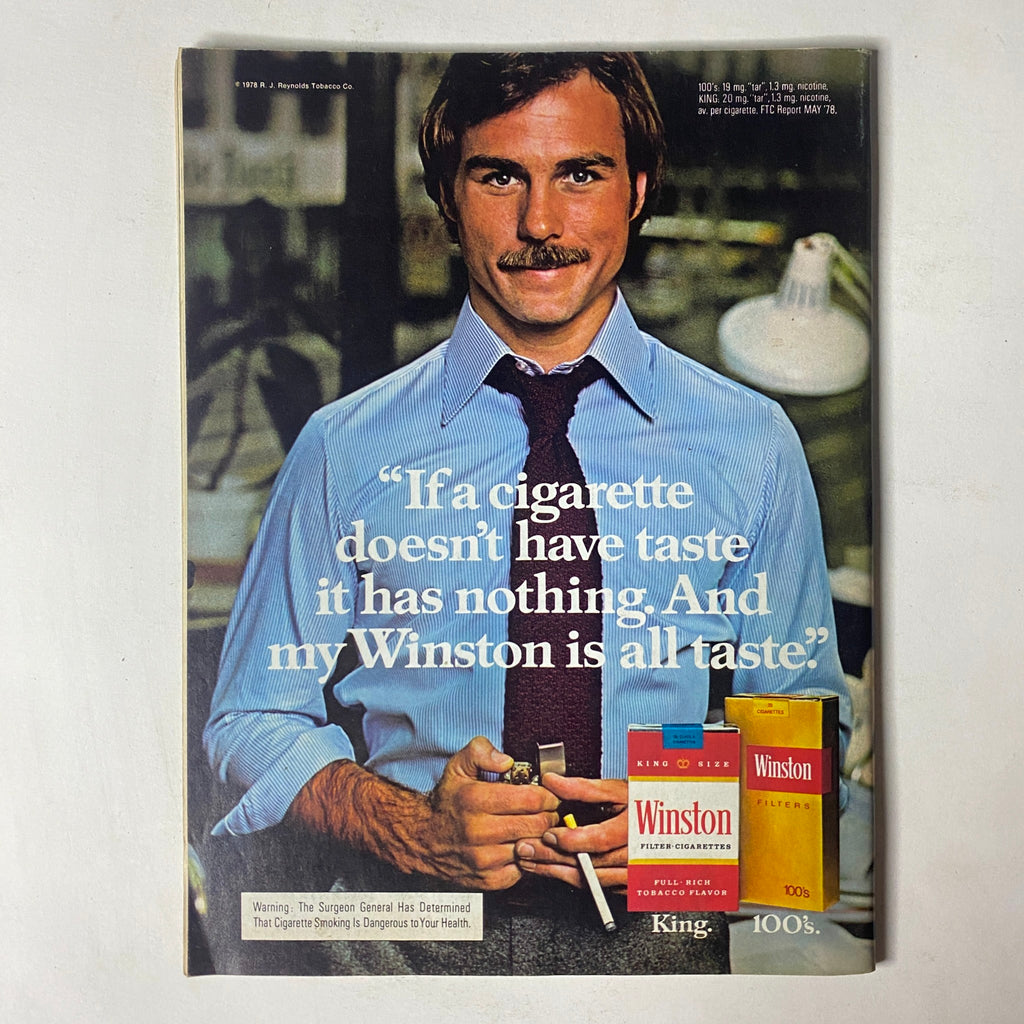 © 1978 R. J. Reynolds Tobacco Co.
100's: 19 mg. "tar", 1.3 mg. nicotine,
KING: 20 mg. "tar", 1.3 mg. nicotine,
av. per cigarette, FTC Report MAY '78.
“If a cigarette
doesn't have taste
it has nothing. And
my Winston is all taste.”
KING SIZE
Winston
FILTER·CIGARETTES
FULL·RICH
TOBACCO FLAVOR
King.
20
CIGARETTES
Winston
FILTERS
100's
100's.
Warning: The Surgeon General Has Determined
That Cigarette Smoking Is Dangerous to Your Health.